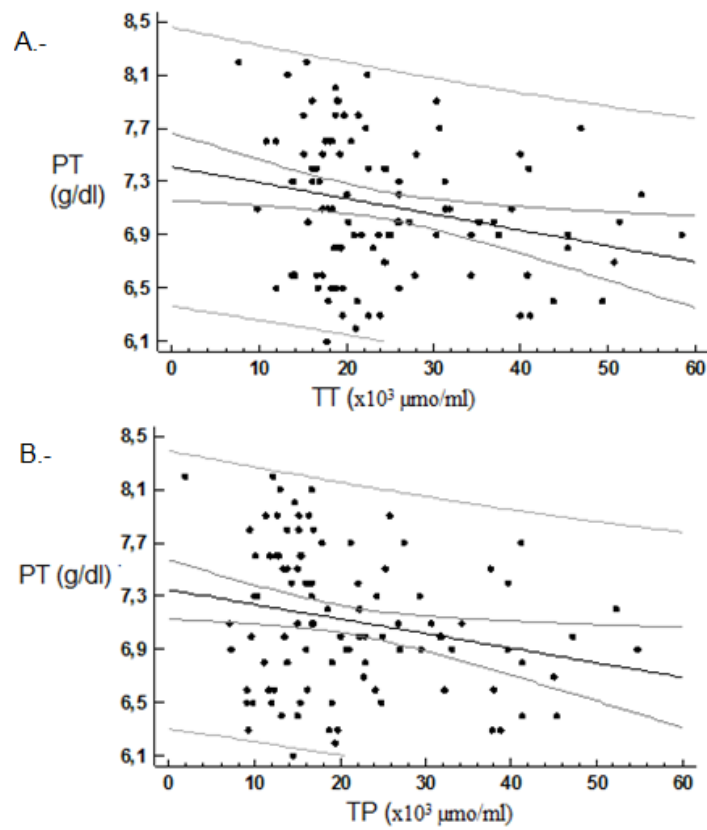 A.-
8,5
8,1
7,7
PT
(g/dl)
7,3
6,9
6,5
6,1
0 10 20 30 40 50 60
TT (x10³ μmo/ml)
B.-
8,5
8,1
7,7
PT (g/dl)
7,3
6,9
6,5
6,1
0 10 20 30 40 50 60
TP (x10³ μmo/ml)